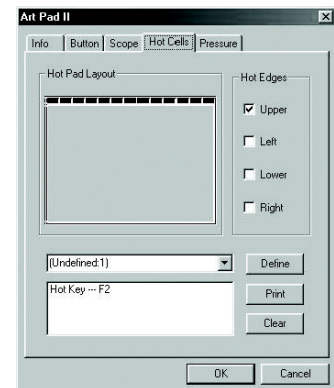 Art Pad II
Info Button Scope Hot Cells Pressure
Hot Pad Layout
Hot Edges
Upper
Left
Lower
Right
(Undefined:1)
Define
Hot Key --- F2
Print
Clear
OK Cancel